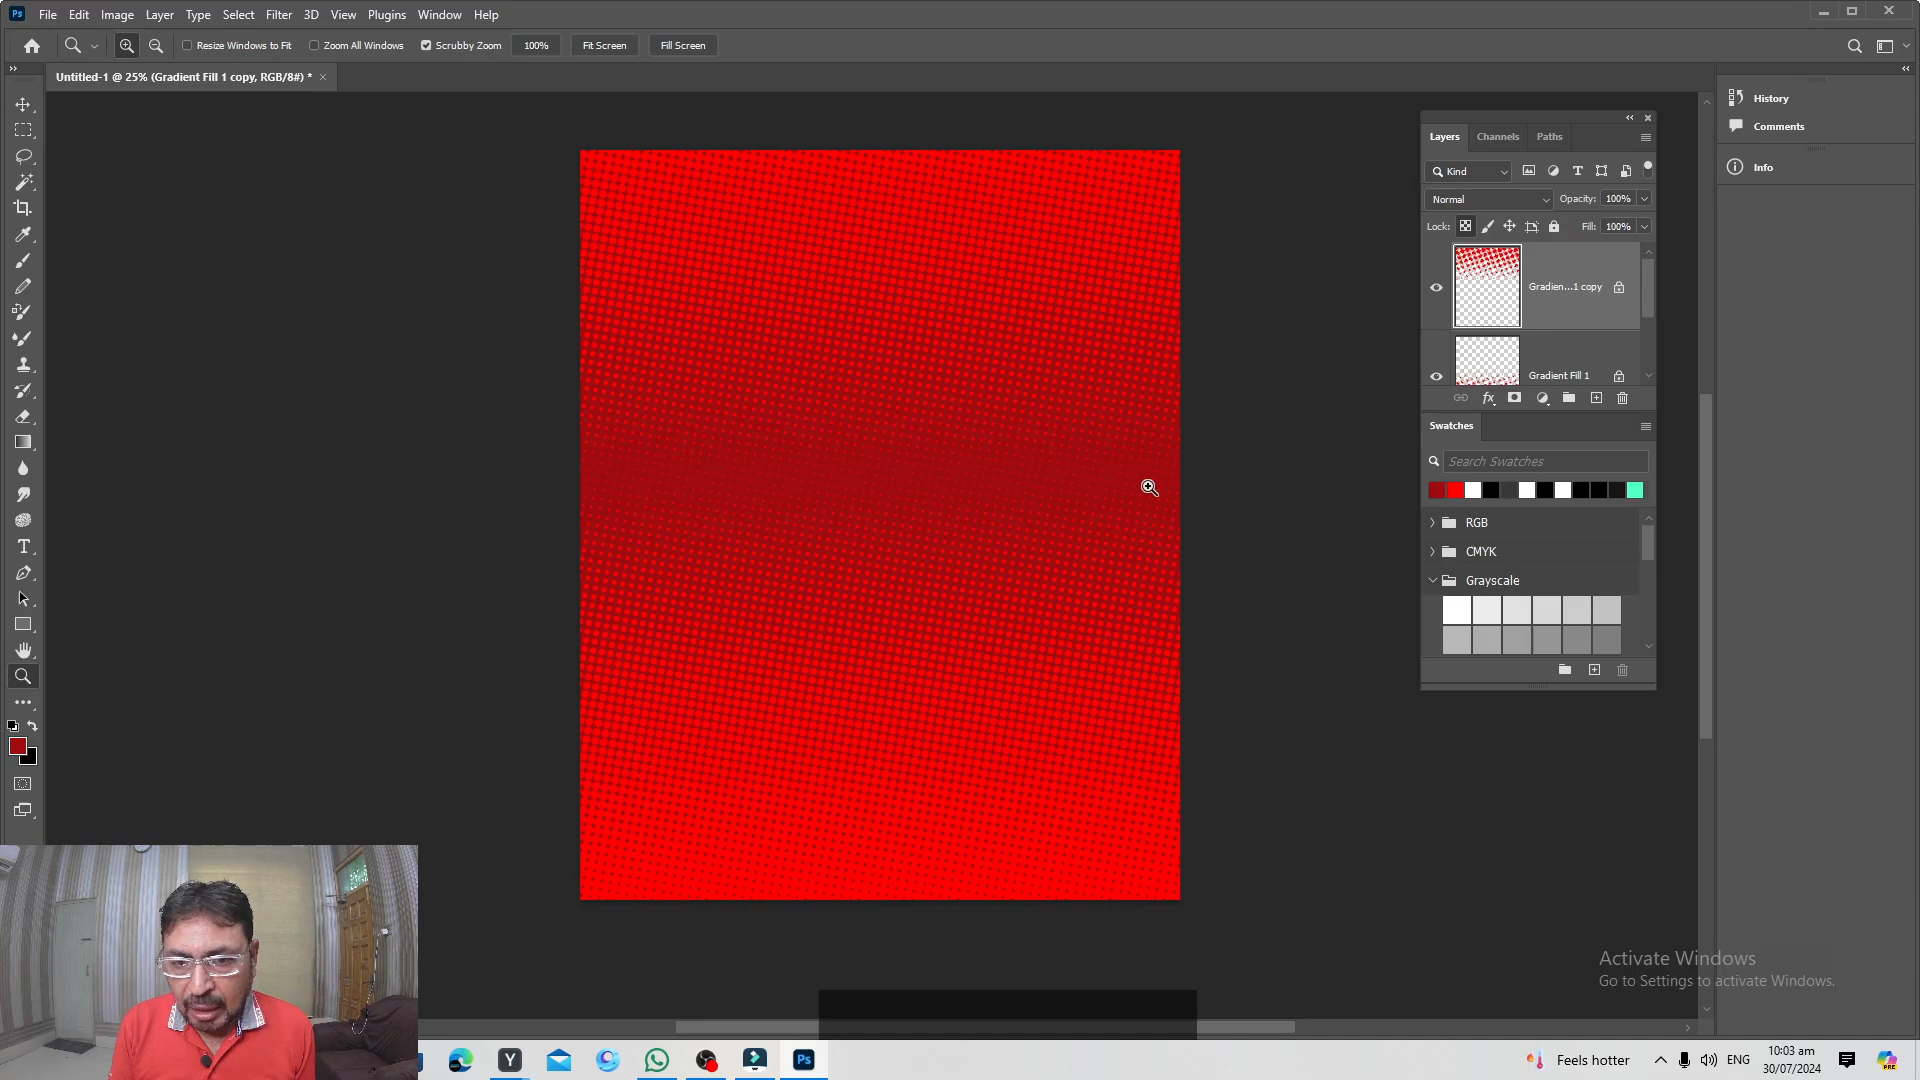 Ps File Edit Image Layer Type Select Filter 3D View Plugins Window Help
Resize Windows to Fit Zoom All Windows Scrubby Zoom 100% Fit Screen Fill Screen
Untitled-1 @ 25% (Gradient Fill 1 copy, RGB/8#) * ×
History
Comments
Info
Layers Channels Paths
Kind
Normal Opacity: 100%
Lock: Fill: 100%
Gradien...1 copy
Gradient Fill 1
fx
Swatches
Search Swatches
RGB
CMYK
Grayscale
Activate Windows
Go to Settings to activate Windows.
Y Ps Feels hotter ENG 10:03 am
30/07/2024
PRE